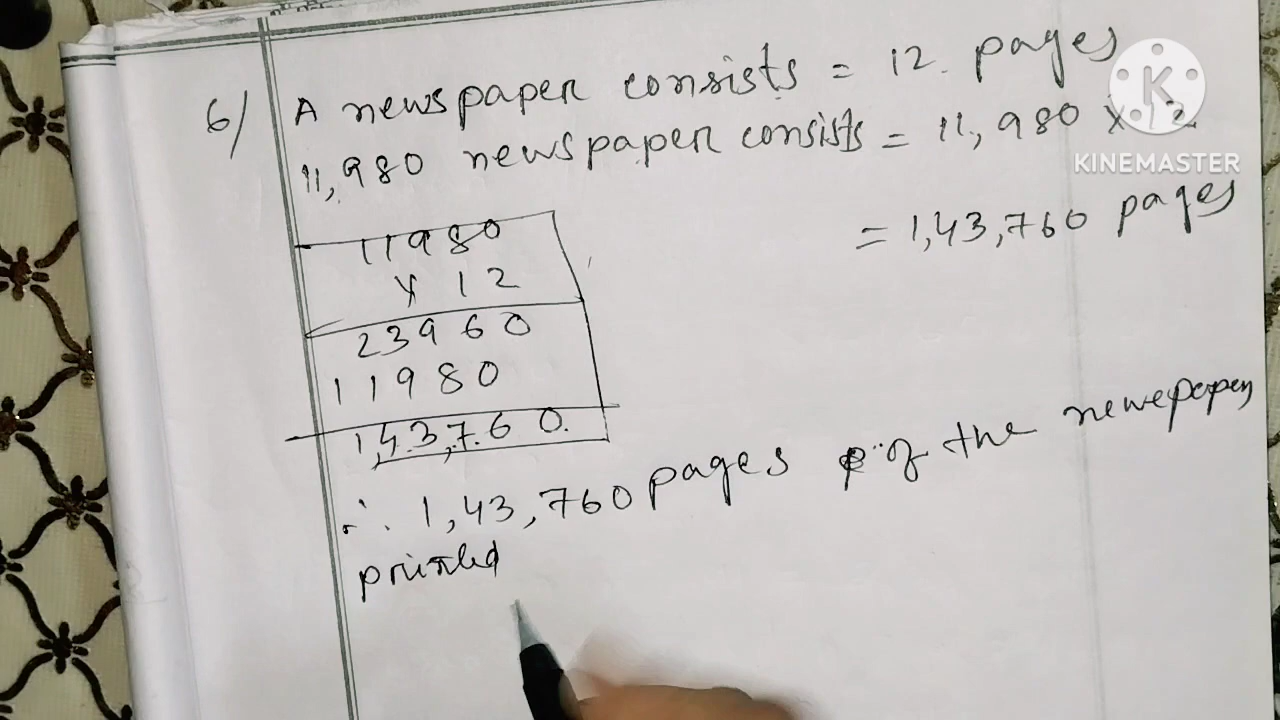 6) A newspaper consists = 12. pages
11,980 newspaper consists = 11,980 x 12
= 1,43,760 pages
11980
x 12
23960
11980
1,43,760.
∴ 1,43,760 pages of the newepapey
printed
K
KINEMASTER